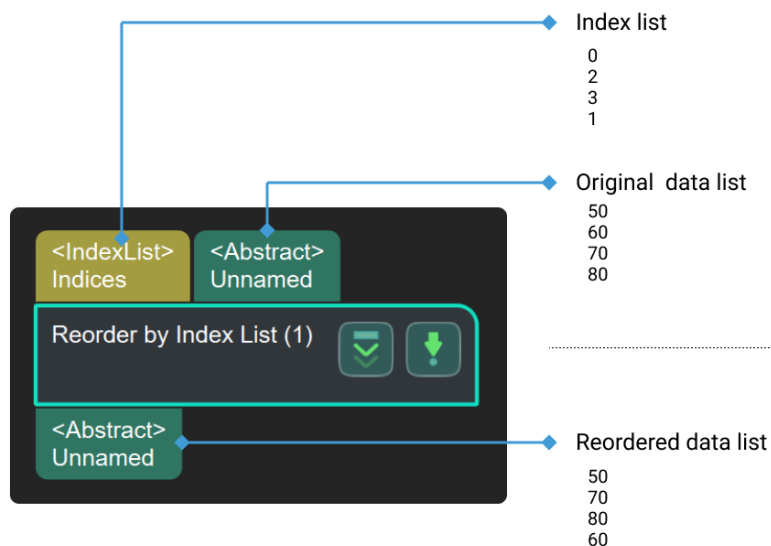 Index list
0
2
3
1
Original data list
50
60
70
80
<IndexList>
Indices
<Abstract>
Unnamed
Reorder by Index List (1)
<Abstract>
Unnamed
Reordered data list
50
70
80
60